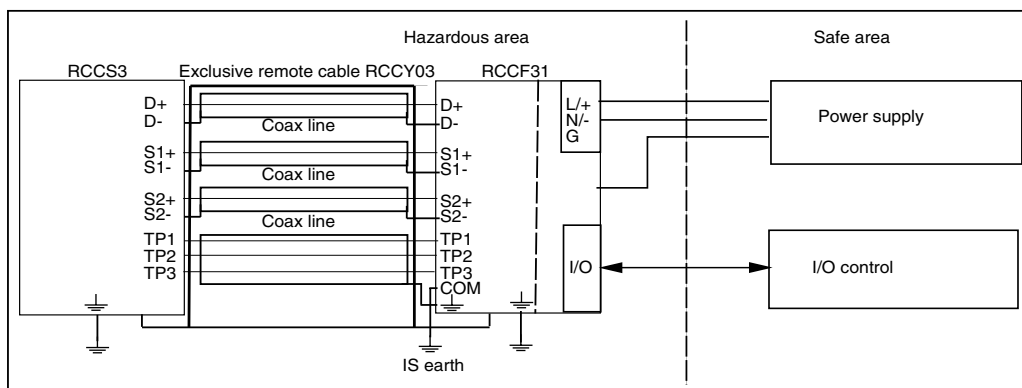 Hazardous area
Safe area
RCCS3
Exclusive remote cable RCCY03
RCCF31
D+
D-
S1+
S1-
S2+
S2-
TP1
TP2
TP3
Coax line
Coax line
Coax line
D+
D-
S1+
S1-
S2+
S2-
TP1
TP2
TP3
COM
L/+
N/-
G
I/O
Power supply
I/O control
IS earth